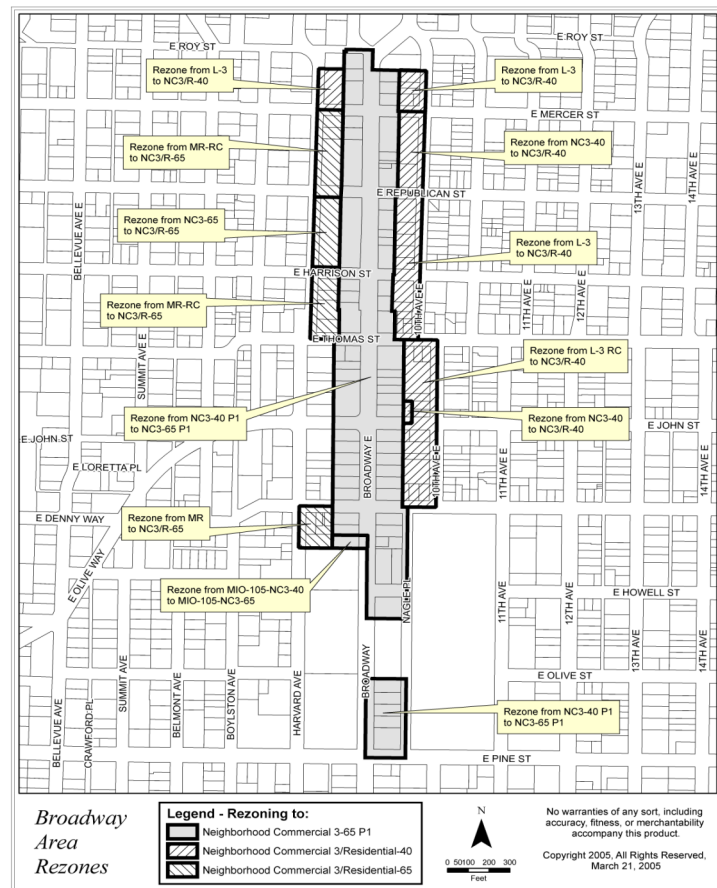 E ROY ST
E ROY ST
Rezone from L-3
to NC3/R-40
Rezone from L-3
to NC3/R-40
E MERCER ST
Rezone from MR-RC
to NC3/R-65
Rezone from NC3-40
to NC3/R-40
E REPUBLICAN ST
BELLEVUE AVE E
13TH AVE E
14TH AVE E
Rezone from NC3-65
to NC3/R-65
Rezone from L-3
to NC3/R-40
E HARRISON ST
Rezone from MR-RC
to NC3/R-65
10TH AVE E
11TH AVE E
12TH AVE E
E THOMAS ST
SUMMIT AVE E
Rezone from L-3 RC
to NC3/R-40
Rezone from NC3-40 P1
to NC3-65 P1
Rezone from NC3-40
to NC3/R-40
E JOHN ST
E JOHN ST
E LORETTA PL
BROADWAY E
10TH AVE E
11TH AVE E
14TH AVE E
E DENNY WAY
Rezone from MR
to NC3/R-65
E OLIVE WAY
Rezone from MIO-105-NC3-40
to MIO-105-NC3-65
E HOWELL ST
NAGLE PL
11TH AVE
12TH AVE
13TH AVE
14TH AVE
E OLIVE ST
BELLEVUE AVE
CRAWFORD PL
SUMMIT AVE
BELMONT AVE
BOYLSTON AVE
HARVARD AVE
BROADWAY
Rezone from NC3-40 P1
to NC3-65 P1
E PINE ST
Broadway
Area
Rezones
Legend - Rezoning to:
Neighborhood Commercial 3-65 P1
Neighborhood Commercial 3/Residential-40
Neighborhood Commercial 3/Residential-65
N
0 50100 200 300
Feet
No warranties of any sort, including
accuracy, fitness, or merchantability
accompany this product.
Copyright 2005, All Rights Reserved,
March 21, 2005